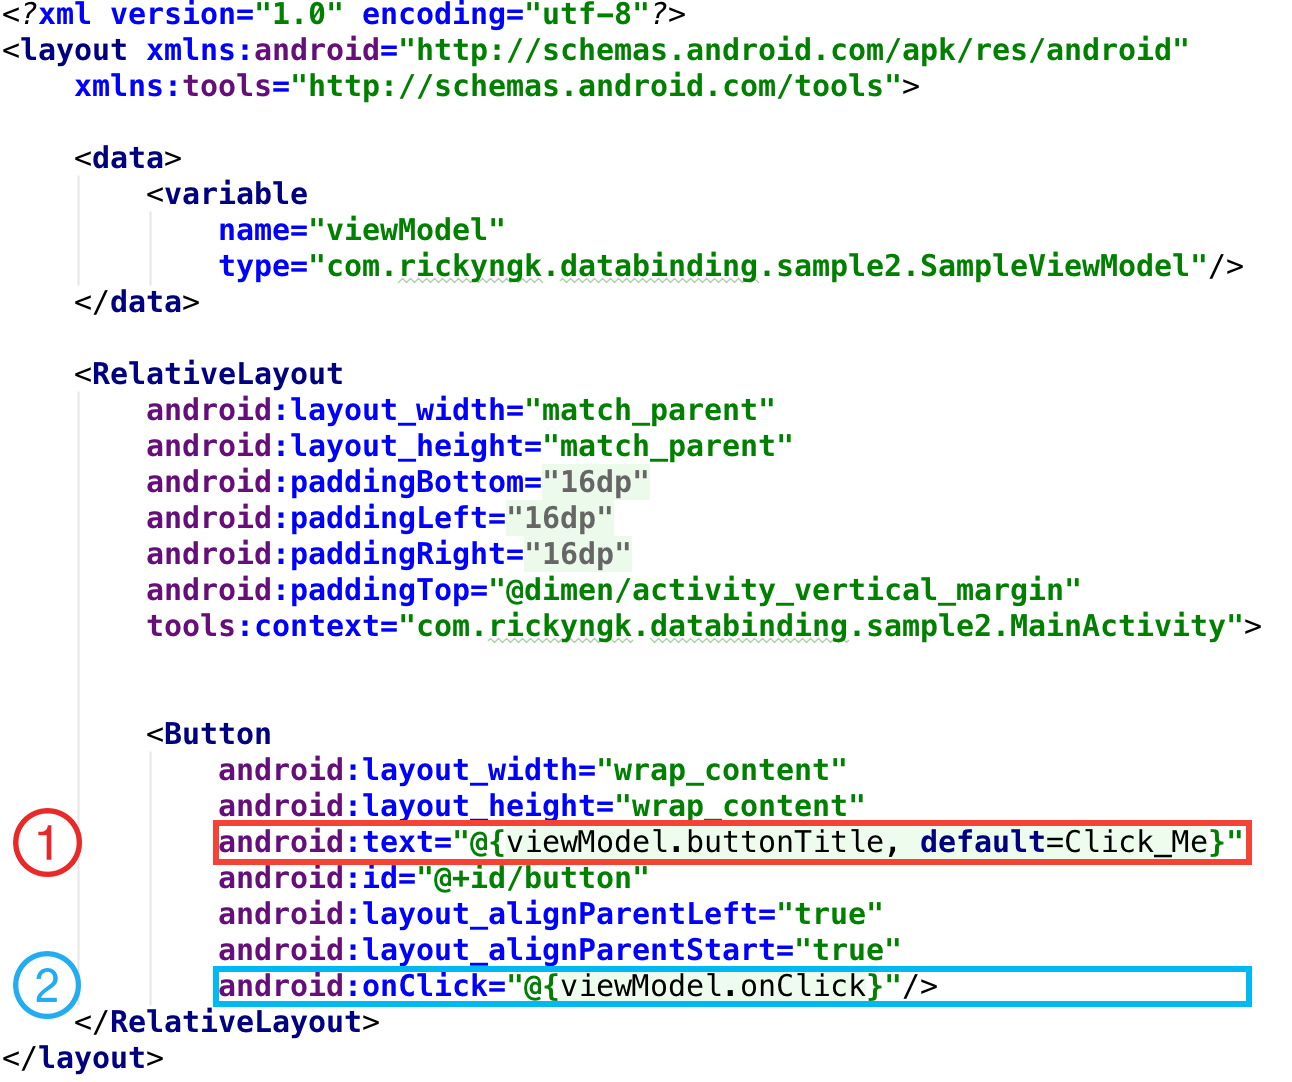 <?xml version="1.0" encoding="utf-8"?>
<layout xmlns:android="http://schemas.android.com/apk/res/android"
    xmlns:tools="http://schemas.android.com/tools">
    <data>
        <variable
            name="viewModel"
            type="com.rickyngk.databinding.sample2.SampleViewModel"/>
    </data>
    <RelativeLayout
        android:layout_width="match_parent"
        android:layout_height="match_parent"
        android:paddingBottom="16dp"
        android:paddingLeft="16dp"
        android:paddingRight="16dp"
        android:paddingTop="@dimen/activity_vertical_margin"
        tools:context="com.rickyngk.databinding.sample2.MainActivity">
        <Button
            android:layout_width="wrap_content"
            android:layout_height="wrap_content"
1           android:text="@{viewModel.buttonTitle, default=Click_Me}"
            android:id="@+id/button"
            android:layout_alignParentLeft="true"
            android:layout_alignParentStart="true"
2           android:onClick="@{viewModel.onClick}"/>
    </RelativeLayout>
</layout>